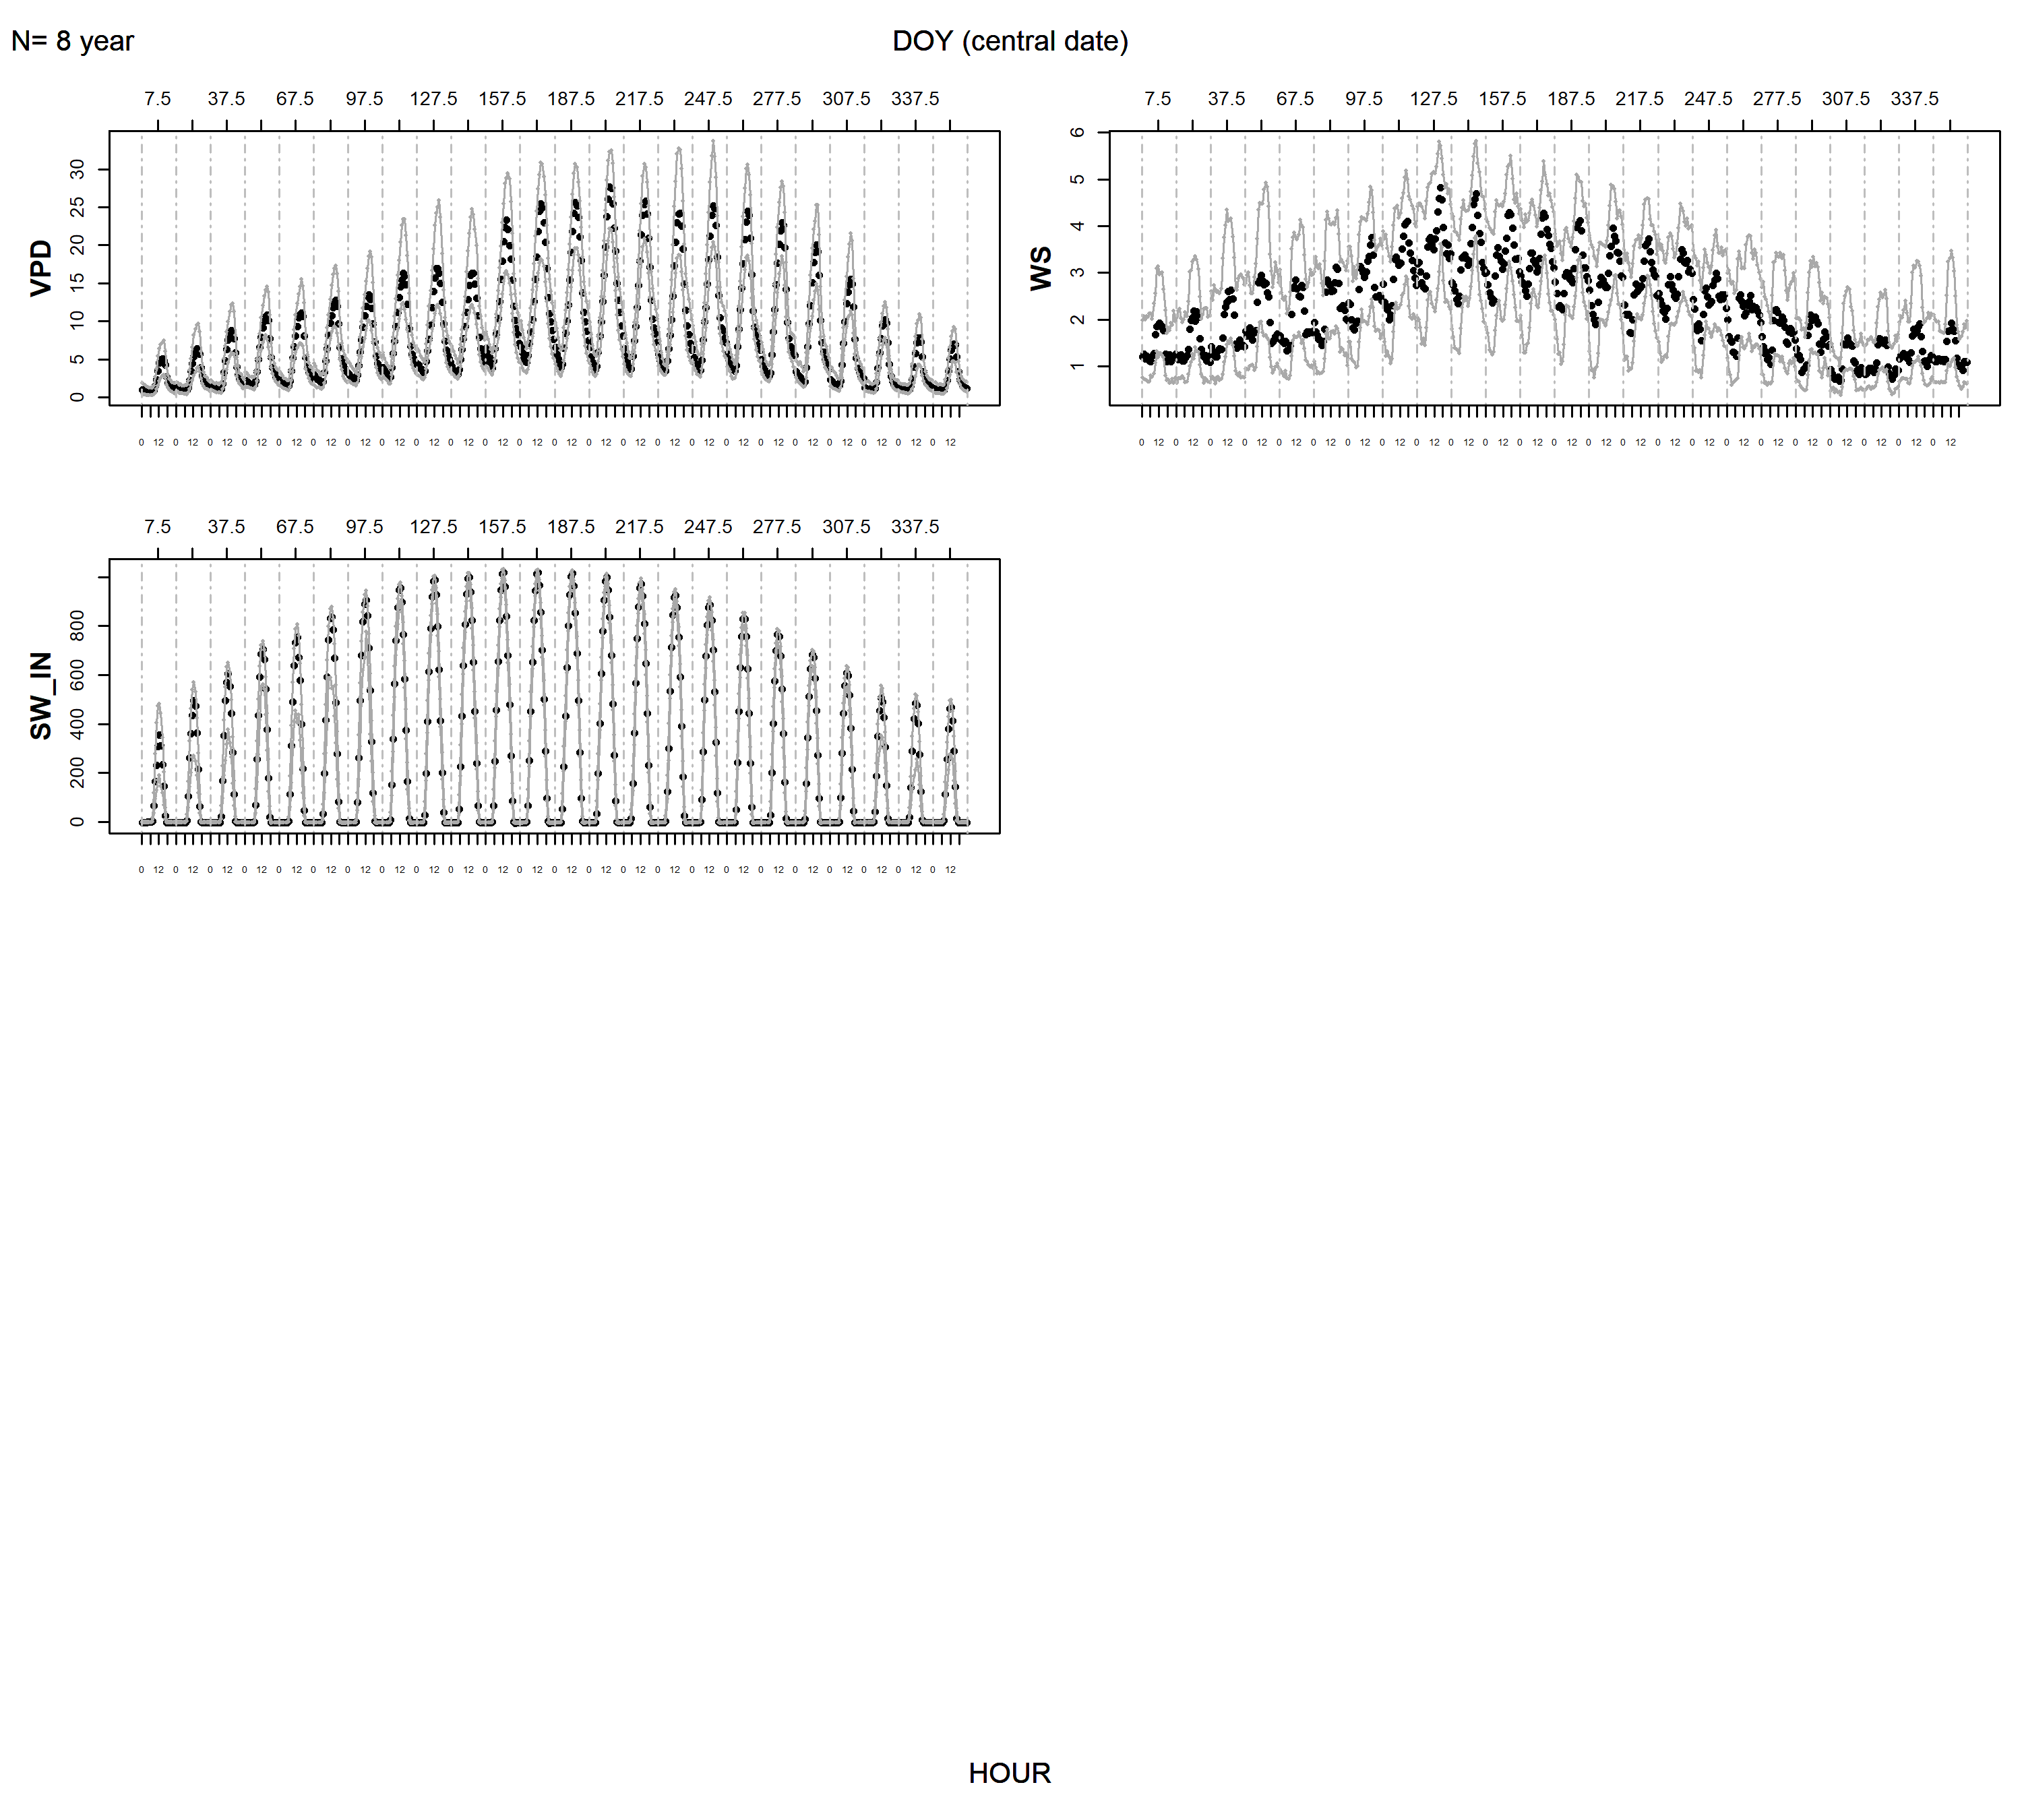 N= 8 year
DOY (central date)
7.5 37.5 67.5 97.5 127.5 157.5 187.5 217.5 247.5 277.5 307.5 337.5
VPD
0 5 10 15 20 25 30
0 12 0 12 0 12 0 12 0 12 0 12 0 12 0 12 0 12 0 12 0 12 0 12 0 12 0 12 0 12 0 12 0 12 0 12 0 12 0 12 0 12 0 12 0 12 0 12
7.5 37.5 67.5 97.5 127.5 157.5 187.5 217.5 247.5 277.5 307.5 337.5
WS
1 2 3 4 5 6
0 12 0 12 0 12 0 12 0 12 0 12 0 12 0 12 0 12 0 12 0 12 0 12 0 12 0 12 0 12 0 12 0 12 0 12 0 12 0 12 0 12 0 12 0 12 0 12
7.5 37.5 67.5 97.5 127.5 157.5 187.5 217.5 247.5 277.5 307.5 337.5
SW_IN
0 200 400 600 800
0 12 0 12 0 12 0 12 0 12 0 12 0 12 0 12 0 12 0 12 0 12 0 12 0 12 0 12 0 12 0 12 0 12 0 12 0 12 0 12 0 12 0 12 0 12 0 12
HOUR